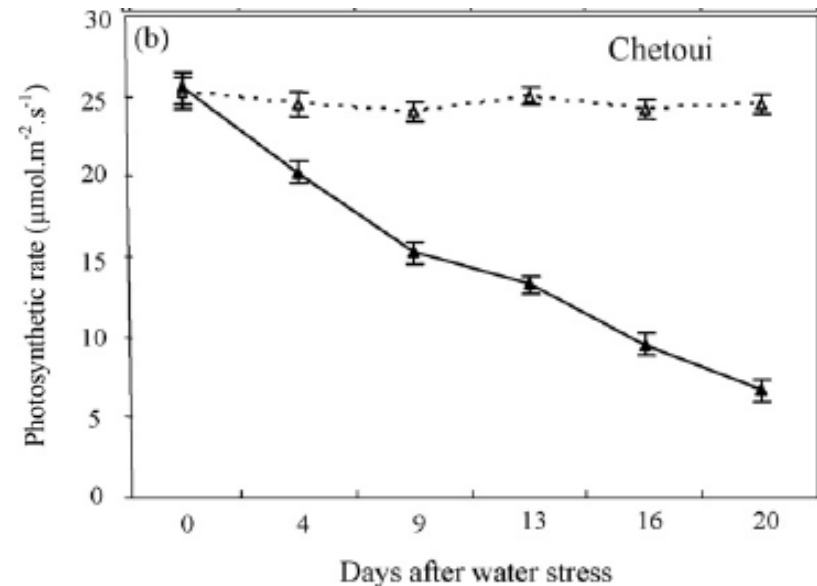 (b)
Chetoui
Photosynthetic rate (μmol.m⁻².s⁻¹)
30
25
20
15
10
5
0
0 4 9 13 16 20
Days after water stress